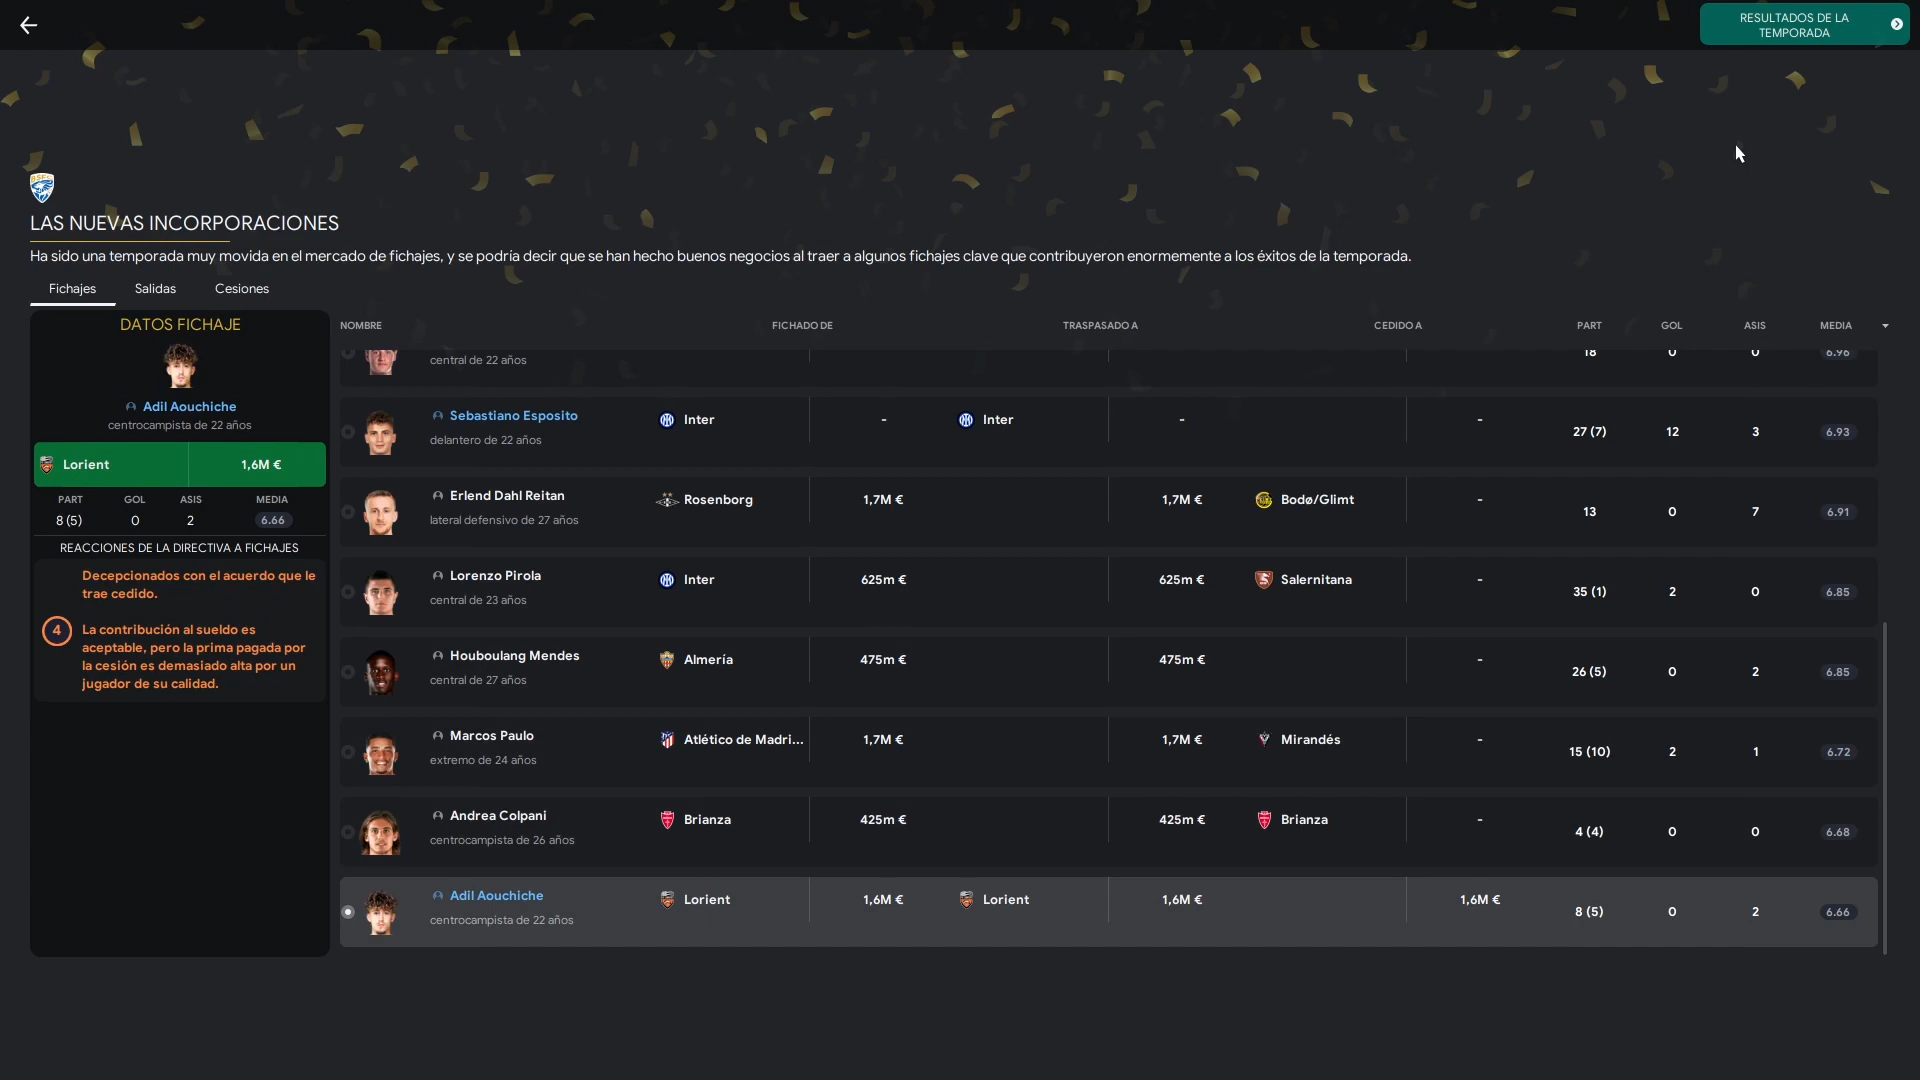 RESULTADOS DE LA
TEMPORADA
LAS NUEVAS INCORPORACIONES
Ha sido una temporada muy movida en el mercado de fichajes, y se podría decir que se han hecho buenos negocios al traer a algunos fichajes clave que contribuyeron enormemente a los éxitos de la temporada.
Fichajes Salidas Cesiones
DATOS FICHAJE
Adil Aouchiche
centrocampista de 22 años
Lorient 1,6M €
PART GOL ASIS MEDIA
8 (5) 0 2 6.66
REACCIONES DE LA DIRECTIVA A FICHAJES
Decepcionados con el acuerdo que le
trae cedido.
4
La contribución al sueldo es
aceptable, pero la prima pagada por
la cesión es demasiado alta por un
jugador de su calidad.
NOMBRE FICHADO DE TRASPASADO A CEDIDO A PART GOL ASIS MEDIA
central de 22 años 18 0 0 6.96
Sebastiano Esposito Inter - Inter - -
delantero de 22 años 27 (7) 12 3 6.93
Erlend Dahl Reitan Rosenborg 1,7M € 1,7M € Bodø/Glimt -
lateral defensivo de 27 años 13 0 7 6.91
Lorenzo Pirola Inter 625m € 625m € Salernitana -
central de 23 años 35 (1) 2 0 6.85
Houboulang Mendes Almería 475m € 475m € -
central de 27 años 26 (5) 0 2 6.85
Marcos Paulo Atlético de Madri... 1,7M € 1,7M € Mirandés -
extremo de 24 años 15 (10) 2 1 6.72
Andrea Colpani Brianza 425m € 425m € Brianza -
centrocampista de 26 años 4 (4) 0 0 6.68
Adil Aouchiche Lorient 1,6M € Lorient 1,6M € 1,6M €
centrocampista de 22 años 8 (5) 0 2 6.66